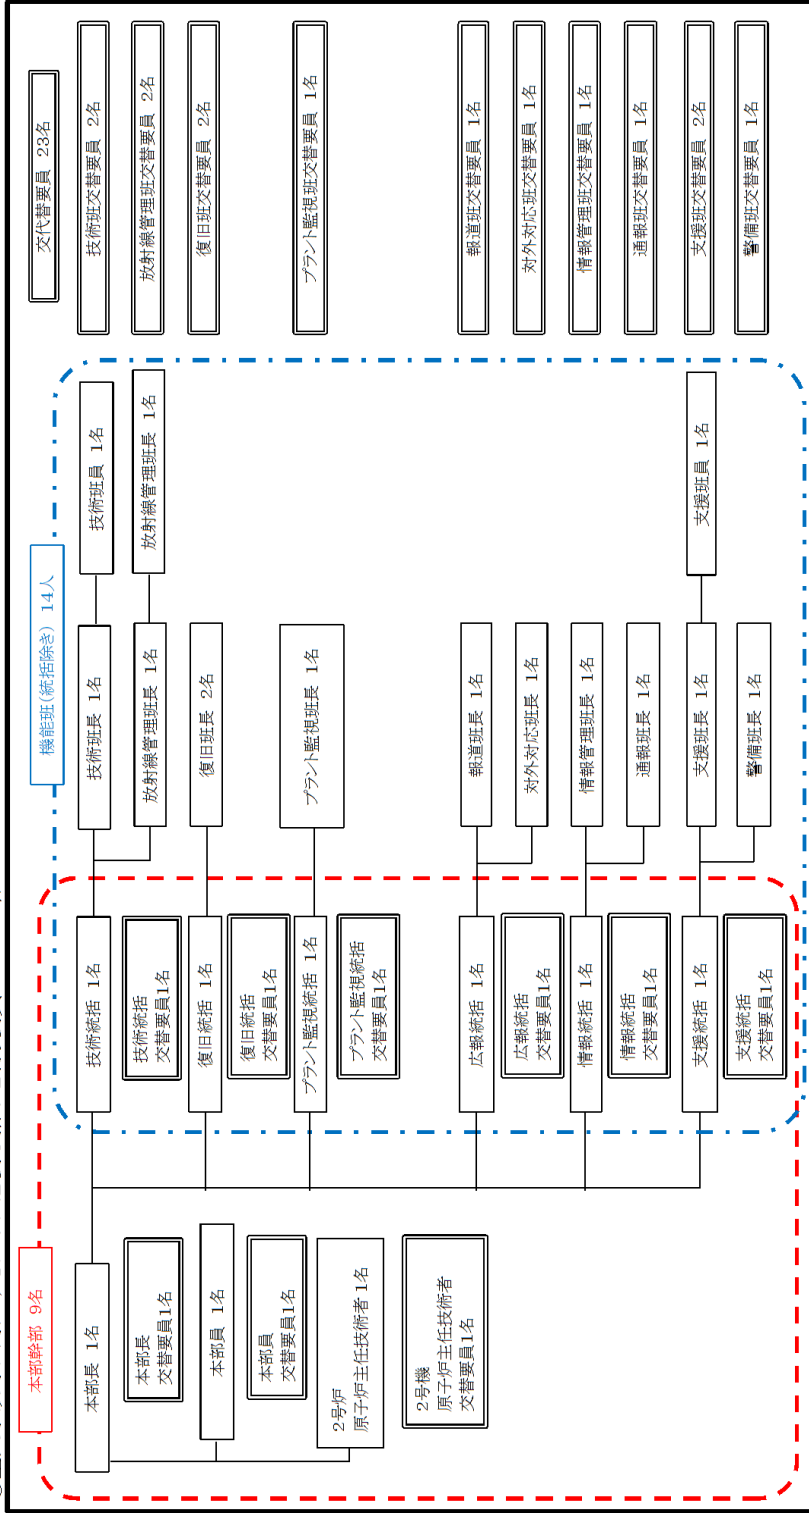 本部幹部 9名
機能班(統括除き) 14人
交代替要員 23名
本部長 1名
本部長
交替要員1名
本部員 1名
本部員
交替要員1名
2号炉
原子炉主任技術者 1名
2号機
原子炉主任技術者
交替要員1名
技術統括 1名
技術統括
交替要員1名
復旧統括 1名
復旧統括
交替要員1名
プラント監視統括 1名
プラント監視統括
交替要員1名
広報統括 1名
広報統括
交替要員1名
情報統括 1名
情報統括
交替要員1名
支援統括 1名
支援統括
交替要員1名
技術班長 1名
放射線管理班長 1名
復旧班長 2名
プラント監視班長 1名
報道班長 1名
対外対応班長 1名
情報管理班長 1名
通報班長 1名
支援班長 1名
警備班長 1名
技術班員 1名
放射線管理班長 1名
支援班員 1名
技術班交替要員 2名
放射線管理班交替要員 2名
復旧班交替要員 2名
プラント監視班交替要員 1名
報道班交替要員 1名
対外対応班交替要員 1名
情報管理班交替要員 1名
通報班交替要員 1名
支援班交替要員 2名
警備班交替要員 1名